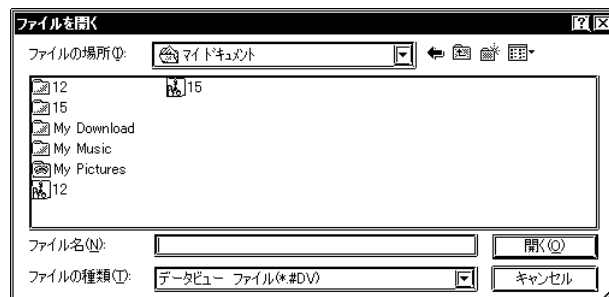 ファイルを開く
ファイルの場所(I):
マイ ドキュメント
12
15
My Download
My Music
My Pictures
12
15
ファイル名(N):
開く(O)
ファイルの種類(T):
データビュー ファイル(*.#DV)
キャンセル